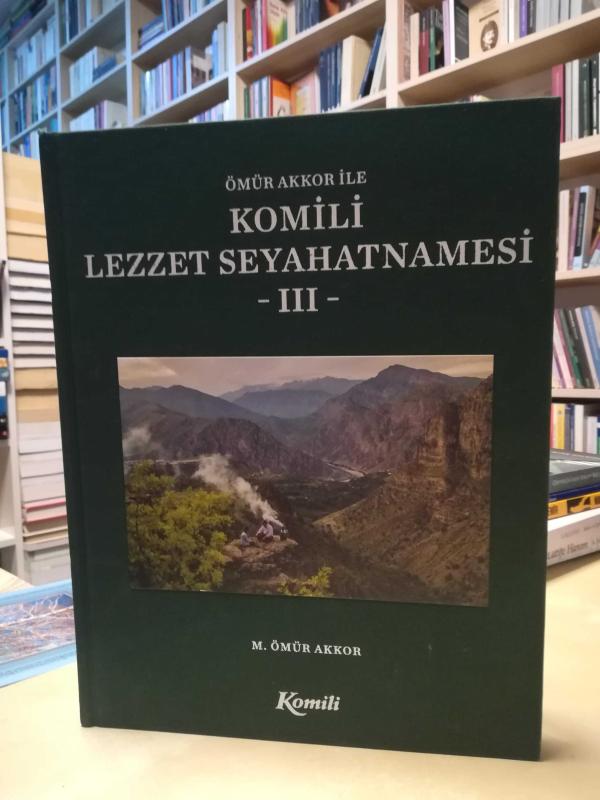 ÖMÜR AKKOR İLE
KOMİLİ
LEZZET SEYAHATNAMESİ
- III -
M. ÖMÜR AKKOR
Komili